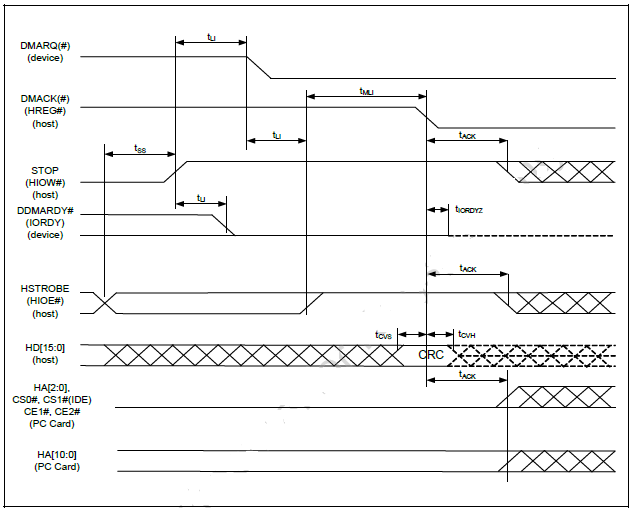 tLI
DMARQ(#)
(device)
tMLI
DMACK(#)
(HREG#)
(host)
tSS
tLI
tACK
STOP
(HIOW#)
(host)
tLI
DDMARDY#
(IORDY)
(device)
tIORDYZ
tACK
HSTROBE
(HIOE#)
(host)
tCVS
tCVH
HD[15:0]
(host)
CRC
tACK
HA[2:0],
CS0#, CS1#(IDE)
CE1#, CE2#
(PC Card)
HA[10:0]
(PC Card)